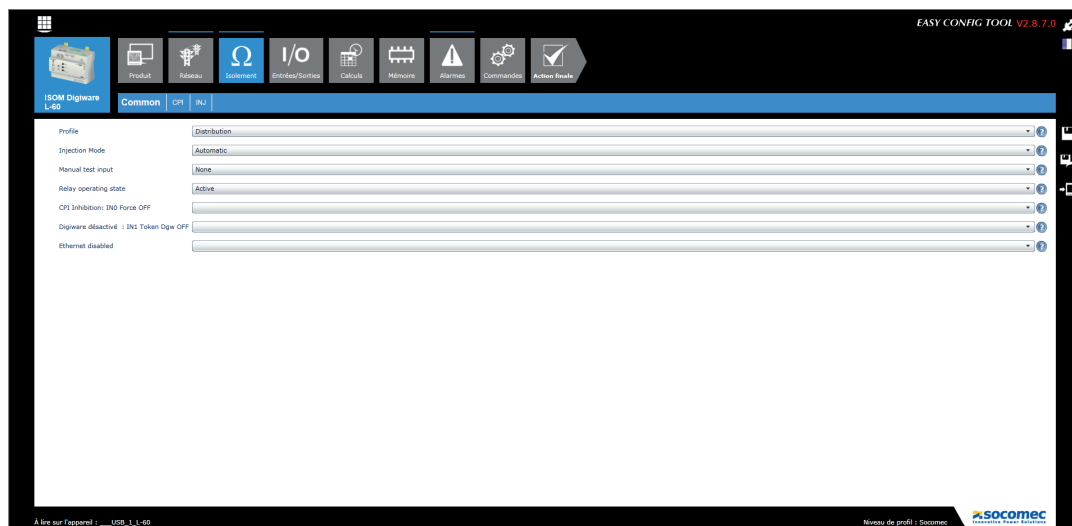 EASY CONFIG TOOL V2.8.7.0
Produit
Réseau
Ω
Isolement
I/O
Entrées/Sorties
Calculs
Mémoire
Alarmes
Commandes
Action finale
ISOM Digiware
L-60
Common
CPI
INJ
Profile
Distribution
Injection Mode
Automatic
Manual test input
None
Relay operating state
Active
CPI Inhibition: IN0 Force OFF
Digiware désactivé : IN1 Token Dgw OFF
Ethernet disabled
À lire sur l'appareil : __USB_1_L-60
Niveau de profil : Socomec
socomec
Innovative Power Solutions